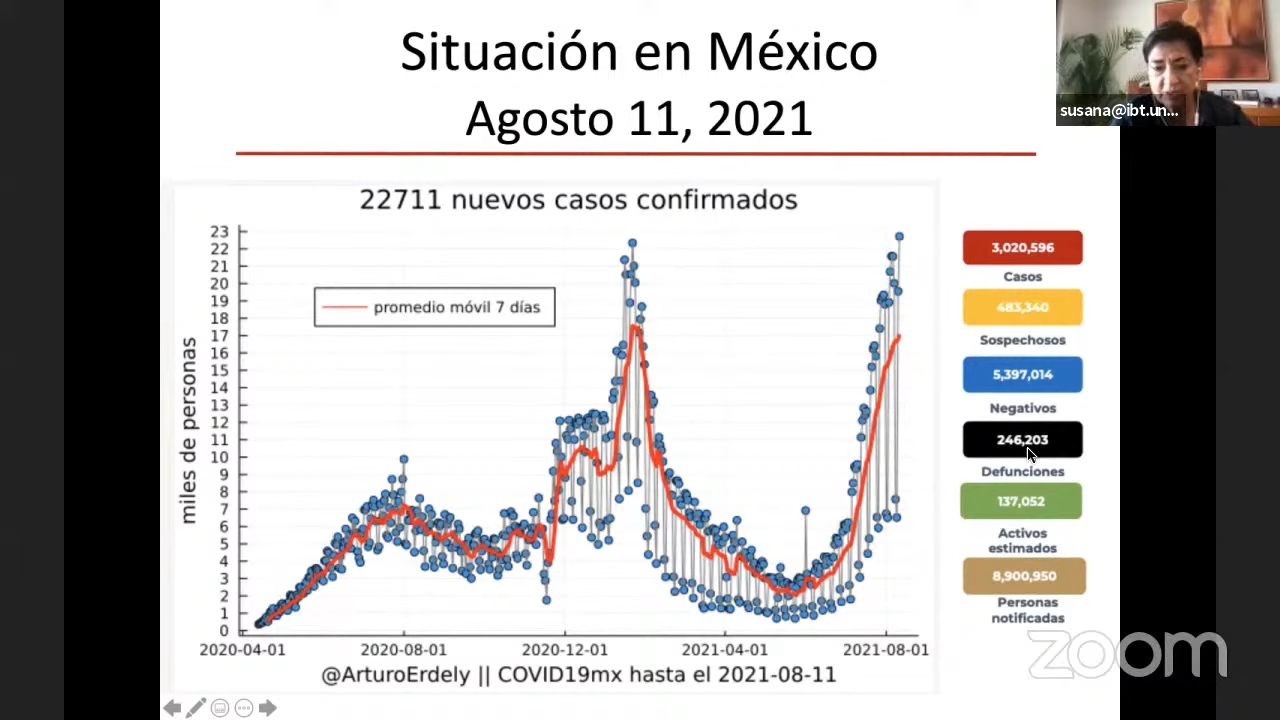 Situación en México
Agosto 11, 2021
susana@ibt.un...
22711 nuevos casos confirmados
miles de personas
23
22
21
20
19
18
17
16
15
14
13
12
11
10
9
8
7
6
5
4
3
2
1
0
promedio móvil 7 días
2020-04-01 2020-08-01 2020-12-01 2021-04-01 2021-08-01
@ArturoErdely || COVID19mx hasta el 2021-08-11
3,020,596
Casos
483,340
Sospechosos
5,397,014
Negativos
246,203
Defunciones
137,052
Activos
estimados
8,900,950
Personas
notificadas
zoom